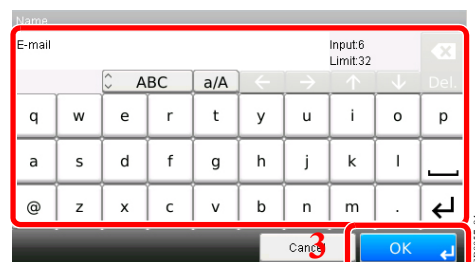 Name
E-mail
Input:6
Limit:32
ABC a/A Del.
q w e r t y u i o p
a s d f g h j k l
@ z x c v b n m .
Cancel 3 OK